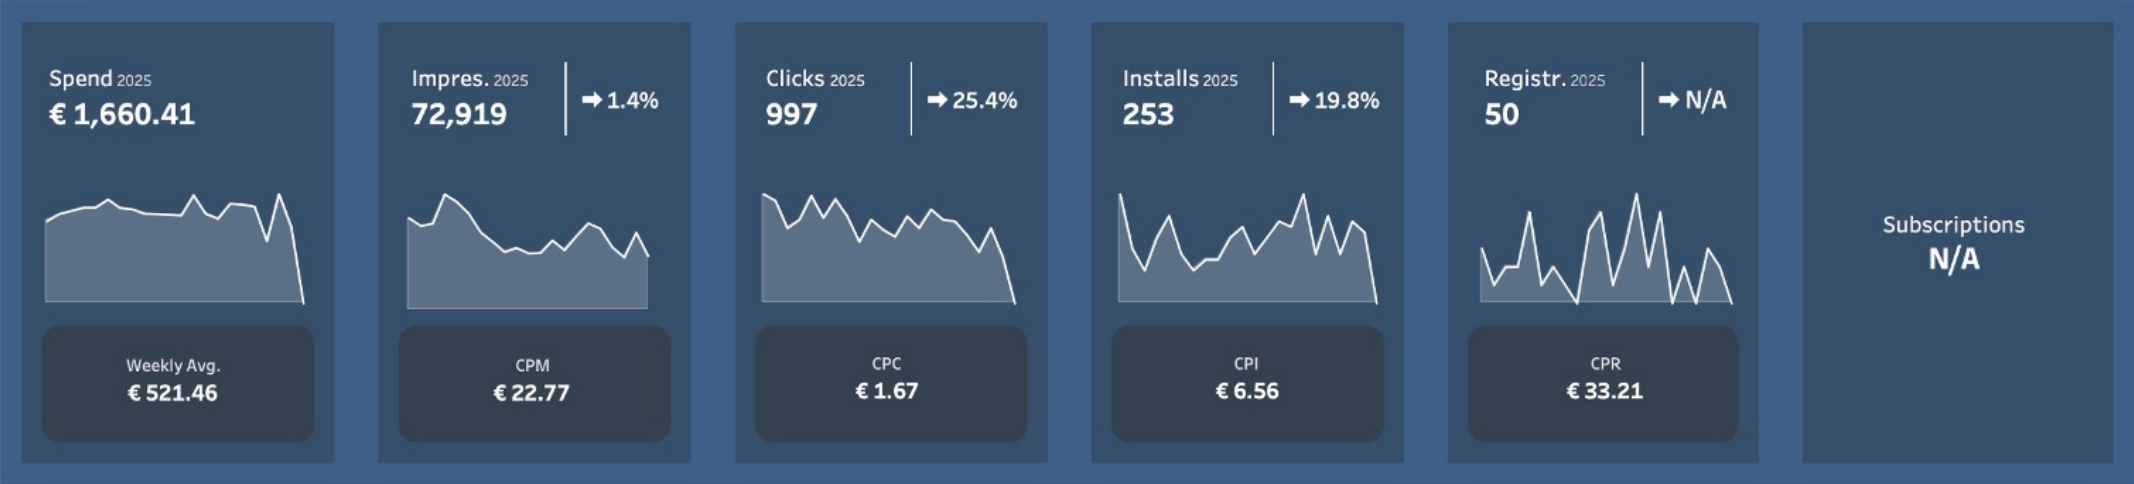 Spend 2025
€ 1,660.41
Weekly Avg.
€ 521.46
Impres. 2025
72,919
➡ 1.4%
CPM
€ 22.77
Clicks 2025
997
➡ 25.4%
CPC
€ 1.67
Installs 2025
253
➡ 19.8%
CPI
€ 6.56
Registr. 2025
50
➡ N/A
CPR
€ 33.21
Subscriptions
N/A